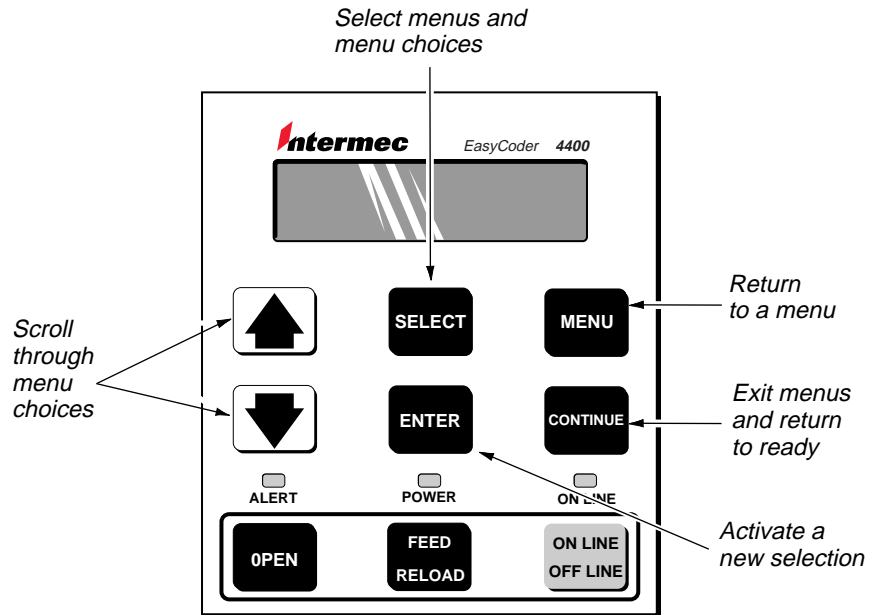 Select menus and
menu choices
Intermec
EasyCoder 4400
SELECT
MENU
Return
to a menu
Scroll
through
menu
choices
ENTER
CONTINUE
Exit menus
and return
to ready
ALERT
POWER
ON LINE
Activate a
new selection
0PEN
FEED
RELOAD
ON LINE
OFF LINE